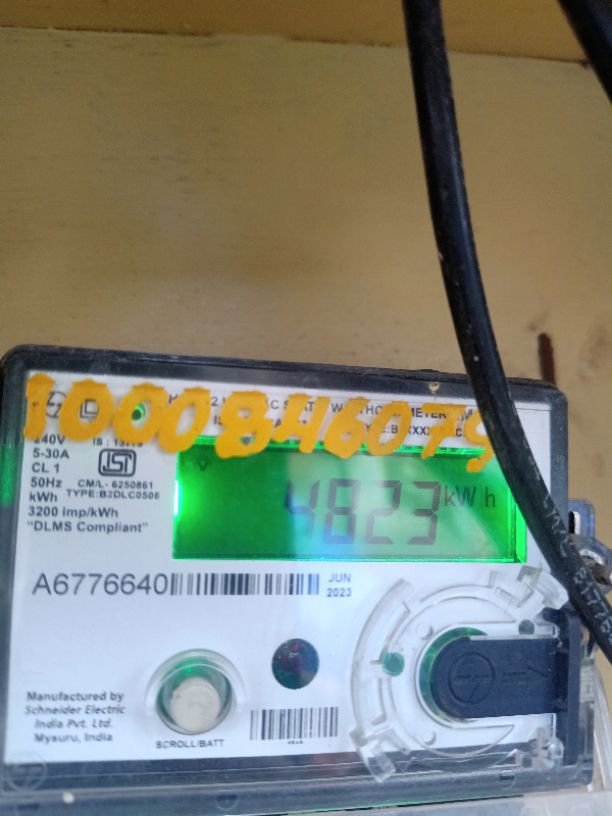 1000846079
240V
5-30A
CL 1
50Hz
kWh
3200 imp/kWh
"DLMS Compliant"
ISI
CM/L- 6250861
TYPE:B2DLC0506
4823 kWh
A6776640
JUN
2023
Manufactured by
Schneider Electric
India Pvt. Ltd.
Mysuru, India
SCROLL/BATT